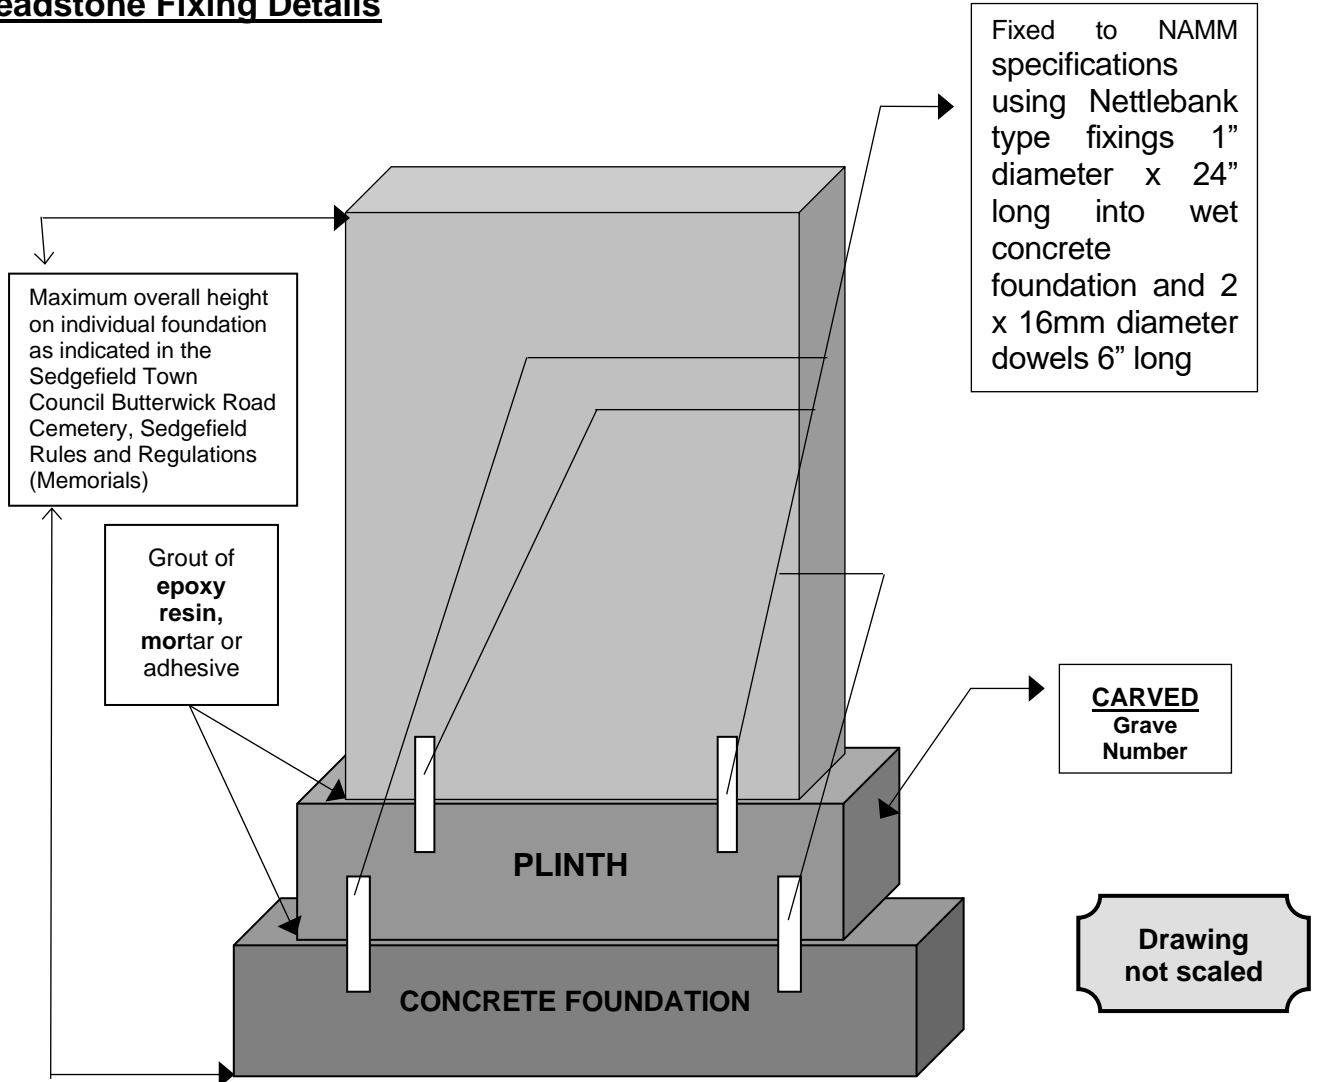 eadstone Fixing Details
Fixed to NAMM
specifications
using Nettlebank
type fixings 1”
diameter x 24”
long into wet
concrete
foundation and 2
x 16mm diameter
dowels 6” long
Maximum overall height
on individual foundation
as indicated in the
Sedgefield Town
Council Butterwick Road
Cemetery, Sedgefield
Rules and Regulations
(Memorials)
Grout of
epoxy
resin,
mortar or
adhesive
CARVED
Grave
Number
PLINTH
Drawing
not scaled
CONCRETE FOUNDATION